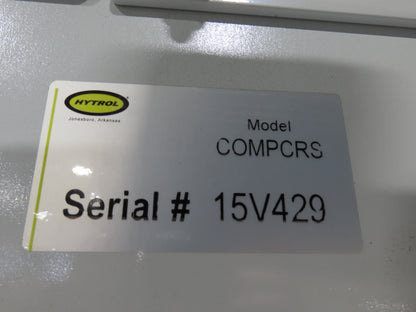 HYTROL
Jonesboro, Arkansas
Model
COMPCRS
Serial # 15V429